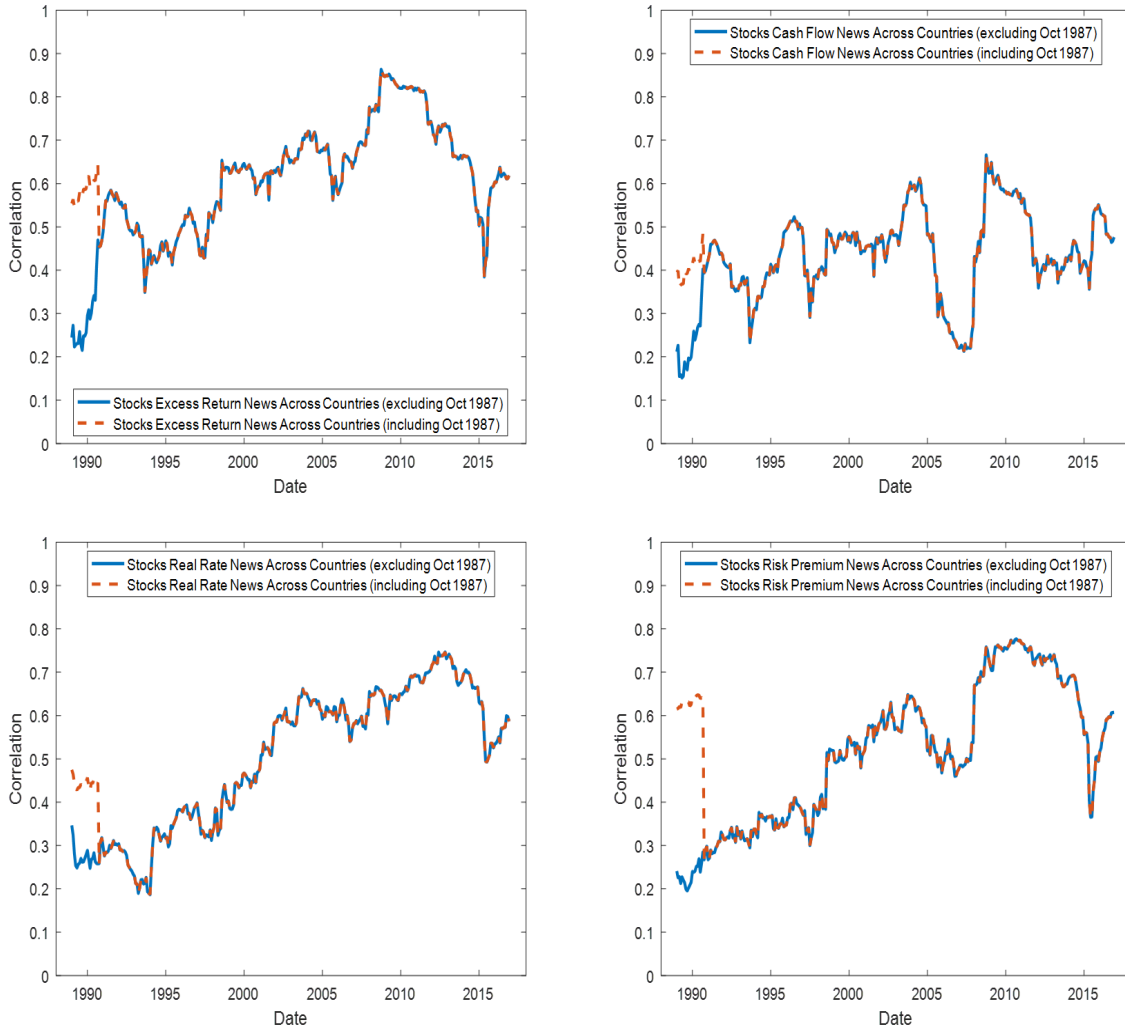 1
0.9
0.8
0.7
0.6
0.5
0.4
0.3
0.2
0.1
0
Correlation
Stocks Excess Return News Across Countries (excluding Oct 1987)
Stocks Excess Return News Across Countries (including Oct 1987)
1990 1995 2000 2005 2010 2015
Date
1
0.9
0.8
0.7
0.6
0.5
0.4
0.3
0.2
0.1
0
Correlation
Stocks Cash Flow News Across Countries (excluding Oct 1987)
Stocks Cash Flow News Across Countries (including Oct 1987)
1990 1995 2000 2005 2010 2015
Date
1
0.9
0.8
0.7
0.6
0.5
0.4
0.3
0.2
0.1
0
Correlation
Stocks Real Rate News Across Countries (excluding Oct 1987)
Stocks Real Rate News Across Countries (including Oct 1987)
1990 1995 2000 2005 2010 2015
Date
1
0.9
0.8
0.7
0.6
0.5
0.4
0.3
0.2
0.1
0
Correlation
Stocks Risk Premium News Across Countries (excluding Oct 1987)
Stocks Risk Premium News Across Countries (including Oct 1987)
1990 1995 2000 2005 2010 2015
Date